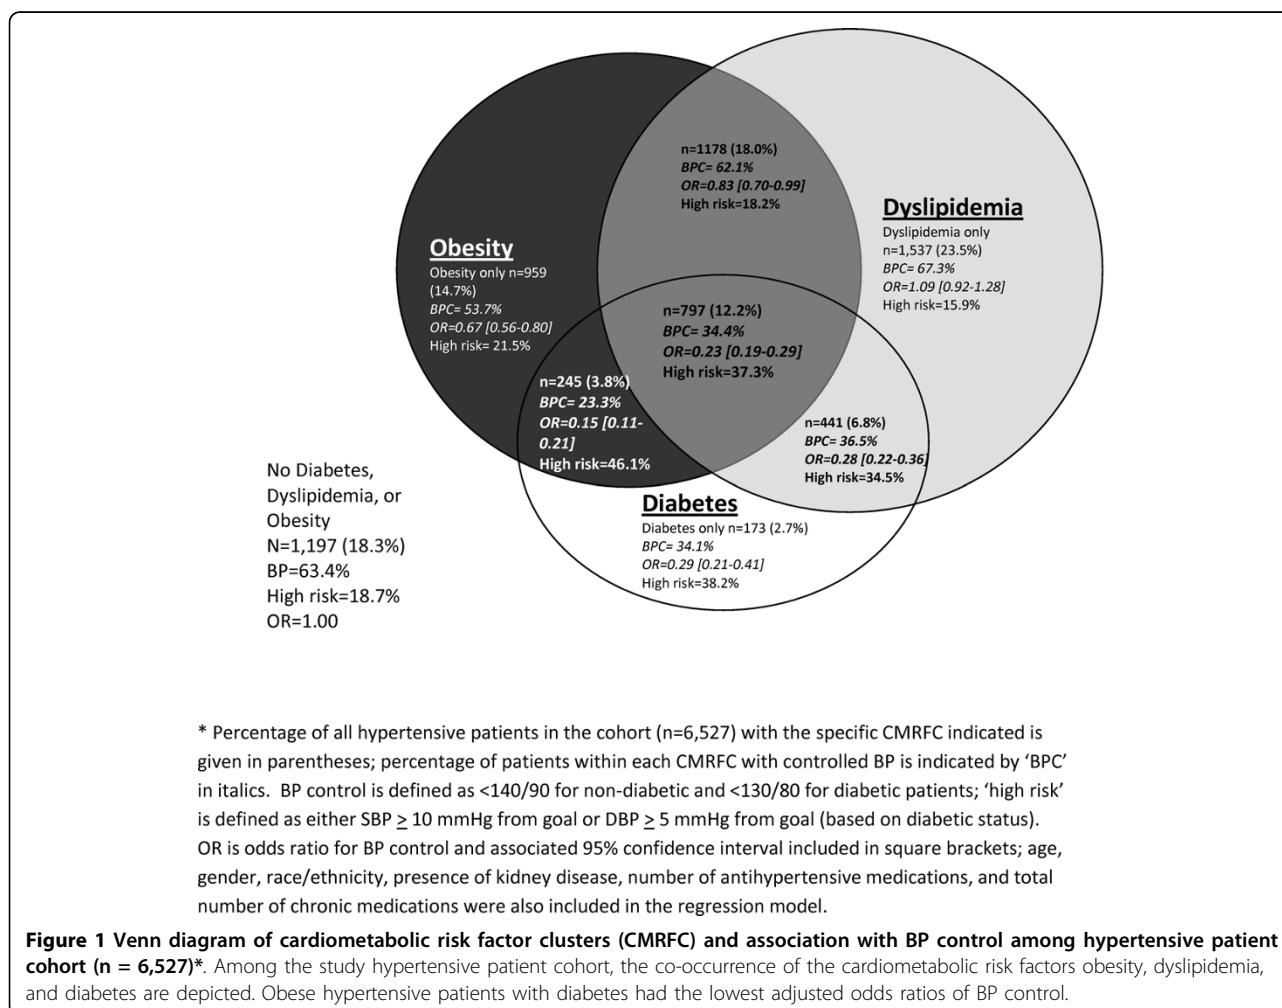 n=1178 (18.0%)
BPC= 62.1%
OR=0.83 [0.70-0.99]
High risk=18.2%
Dyslipidemia
Dyslipidemia only
n=1,537 (23.5%)
BPC= 67.3%
OR=1.09 [0.92-1.28]
High risk=15.9%
Obesity
Obesity only n=959
(14.7%)
BPC= 53.7%
OR=0.67 [0.56-0.80]
High risk= 21.5%
n=797 (12.2%)
BPC= 34.4%
OR=0.23 [0.19-0.29]
High risk=37.3%
n=245 (3.8%)
BPC= 23.3%
OR=0.15 [0.11-
0.21]
High risk=46.1%
n=441 (6.8%)
BPC= 36.5%
OR=0.28 [0.22-0.36]
High risk=34.5%
Diabetes
Diabetes only n=173 (2.7%)
BPC= 34.1%
OR=0.29 [0.21-0.41]
High risk=38.2%
No Diabetes,
Dyslipidemia, or
Obesity
N=1,197 (18.3%)
BP=63.4%
High risk=18.7%
OR=1.00
* Percentage of all hypertensive patients in the cohort (n=6,527) with the specific CMRFC indicated is
given in parentheses; percentage of patients within each CMRFC with controlled BP is indicated by ‘BPC’
in italics.  BP control is defined as <140/90 for non-diabetic and <130/80 for diabetic patients; ‘high risk’
is defined as either SBP ≥ 10 mmHg from goal or DBP ≥ 5 mmHg from goal (based on diabetic status).
OR is odds ratio for BP control and associated 95% confidence interval included in square brackets; age,
gender, race/ethnicity, presence of kidney disease, number of antihypertensive medications, and total
number of chronic medications were also included in the regression model.
Figure 1 Venn diagram of cardiometabolic risk factor clusters (CMRFC) and association with BP control among hypertensive patient
cohort (n = 6,527)*. Among the study hypertensive patient cohort, the co-occurrence of the cardiometabolic risk factors obesity, dyslipidemia,
and diabetes are depicted. Obese hypertensive patients with diabetes had the lowest adjusted odds ratios of BP control.